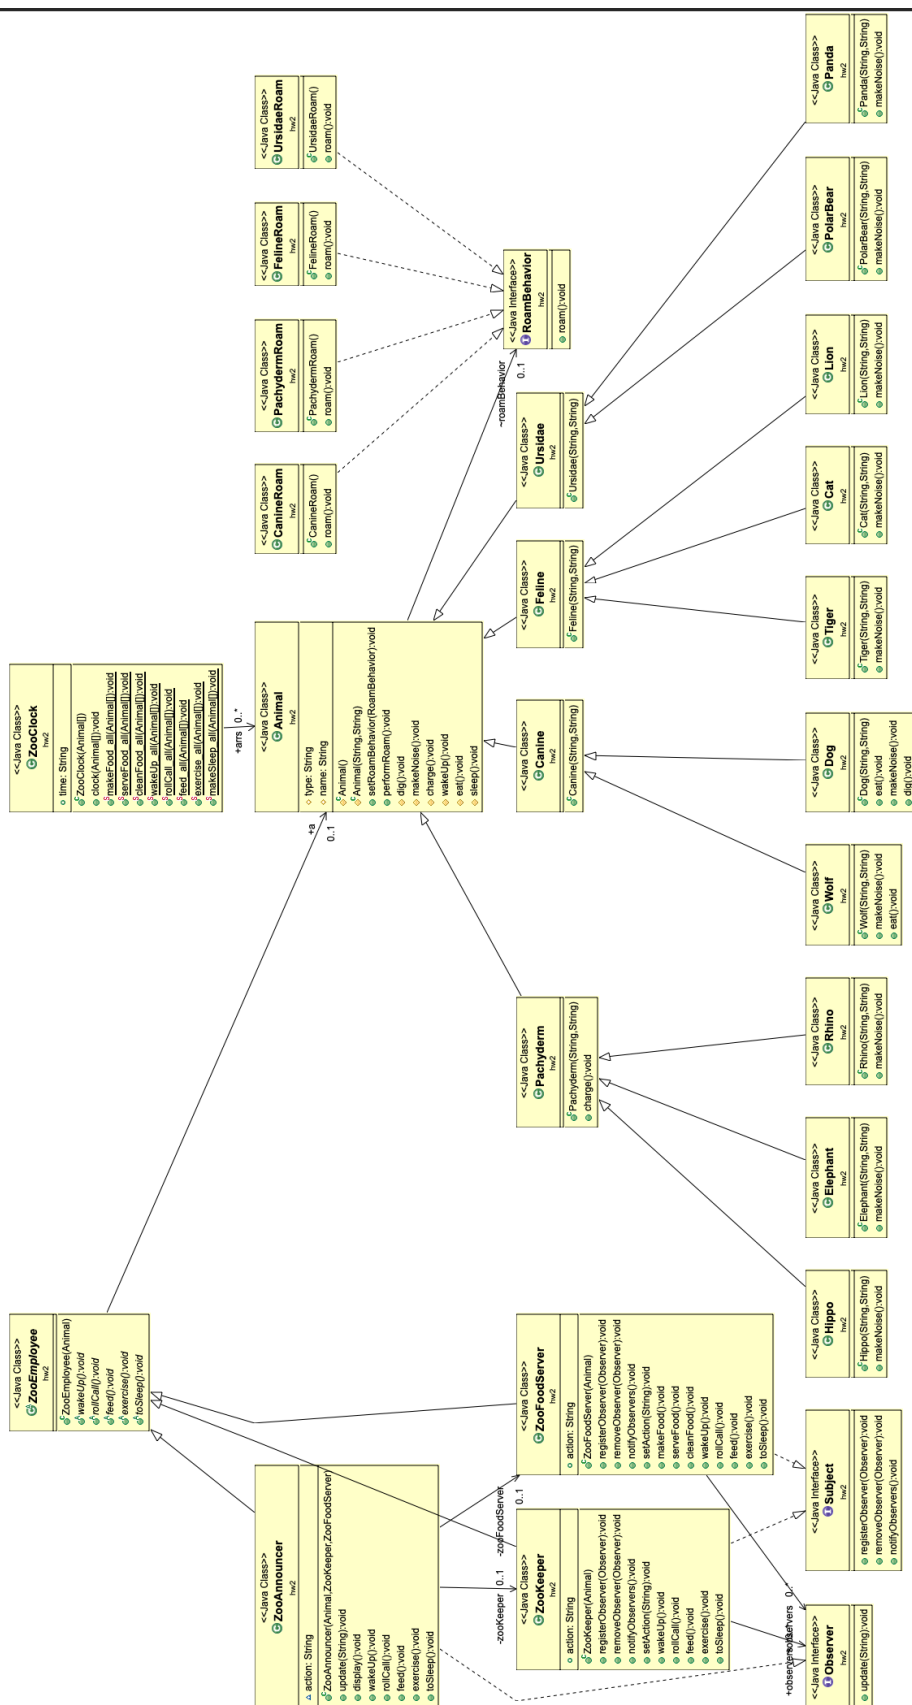 <<Java Class>>
ZooClock
hw2
time: String
ZooClock(Animal[])
clock(Animal[]):void
makeFood_all(Animal[]):void
serveFood_all(Animal[]):void
cleanFood_all(Animal[]):void
wakeUp_all(Animal[]):void
rollCall_all(Animal[]):void
feed_all(Animal[]):void
exercise_all(Animal[]):void
makeSleep_all(Animal[]):void
+arrs 0..*
<<Java Class>>
ZooEmployee
hw2
ZooEmployee(Animal)
wakeUp():void
rollCall():void
feed():void
exercise():void
toSleep():void
+a
0..1
<<Java Class>>
UrsidaeRoam
hw2
UrsidaeRoam()
roam():void
<<Java Class>>
FelineRoam
hw2
FelineRoam()
roam():void
<<Java Class>>
PachydermRoam
hw2
PachydermRoam()
roam():void
<<Java Class>>
CanineRoam
hw2
CanineRoam()
roam():void
<<Java Class>>
Animal
hw2
type: String
name: String
Animal()
Animal(String,String)
setRoamBehavior(RoamBehavior):void
performRoam():void
dig():void
makeNoise():void
charge():void
wakeUp():void
eat():void
sleep():void
<<Java Class>>
ZooAnnouncer
hw2
action: String
ZooAnnouncer(Animal,ZooKeeper,ZooFoodServer)
update(String):void
display():void
wakeUp():void
rollCall():void
feed():void
exercise():void
toSleep():void
~roamBehavior
0..1
<<Java Interface>>
RoamBehavior
hw2
roam():void
<<Java Class>>
Ursidae
hw2
Ursidae(String,String)
<<Java Class>>
Feline
hw2
Feline(String,String)
<<Java Class>>
Canine
hw2
Canine(String,String)
<<Java Class>>
Pachyderm
hw2
Pachyderm(String,String)
charge():void
-zooFoodServer
0..1
<<Java Class>>
ZooFoodServer
hw2
action: String
ZooFoodServer(Animal)
registerObserver(Observer):void
removeObserver(Observer):void
notifyObservers():void
setAction(String):void
makeFood():void
serveFood():void
cleanFood():void
wakeUp():void
rollCall():void
feed():void
exercise():void
toSleep():void
-zooKeeper 0..1
<<Java Class>>
ZooKeeper
hw2
action: String
ZooKeeper(Animal)
registerObserver(Observer):void
removeObserver(Observer):void
notifyObservers():void
setAction(String):void
wakeUp():void
rollCall():void
feed():void
exercise():void
toSleep():void
<<Java Class>>
Panda
hw2
Panda(String,String)
makeNoise():void
<<Java Class>>
PolarBear
hw2
PolarBear(String,String)
makeNoise():void
<<Java Class>>
Lion
hw2
Lion(String,String)
makeNoise():void
<<Java Class>>
Cat
hw2
Cat(String,String)
makeNoise():void
<<Java Class>>
Tiger
hw2
Tiger(String,String)
makeNoise():void
<<Java Class>>
Dog
hw2
Dog(String,String)
eat():void
makeNoise():void
dig():void
<<Java Class>>
Wolf
hw2
Wolf(String,String)
makeNoise():void
eat():void
<<Java Class>>
Rhino
hw2
Rhino(String,String)
makeNoise():void
<<Java Class>>
Elephant
hw2
Elephant(String,String)
makeNoise():void
<<Java Class>>
Hippo
hw2
Hippo(String,String)
makeNoise():void
<<Java Interface>>
Subject
hw2
registerObserver(Observer):void
removeObserver(Observer):void
notifyObservers():void
0..*
<<Java Interface>>
Observer
hw2
update(String):void